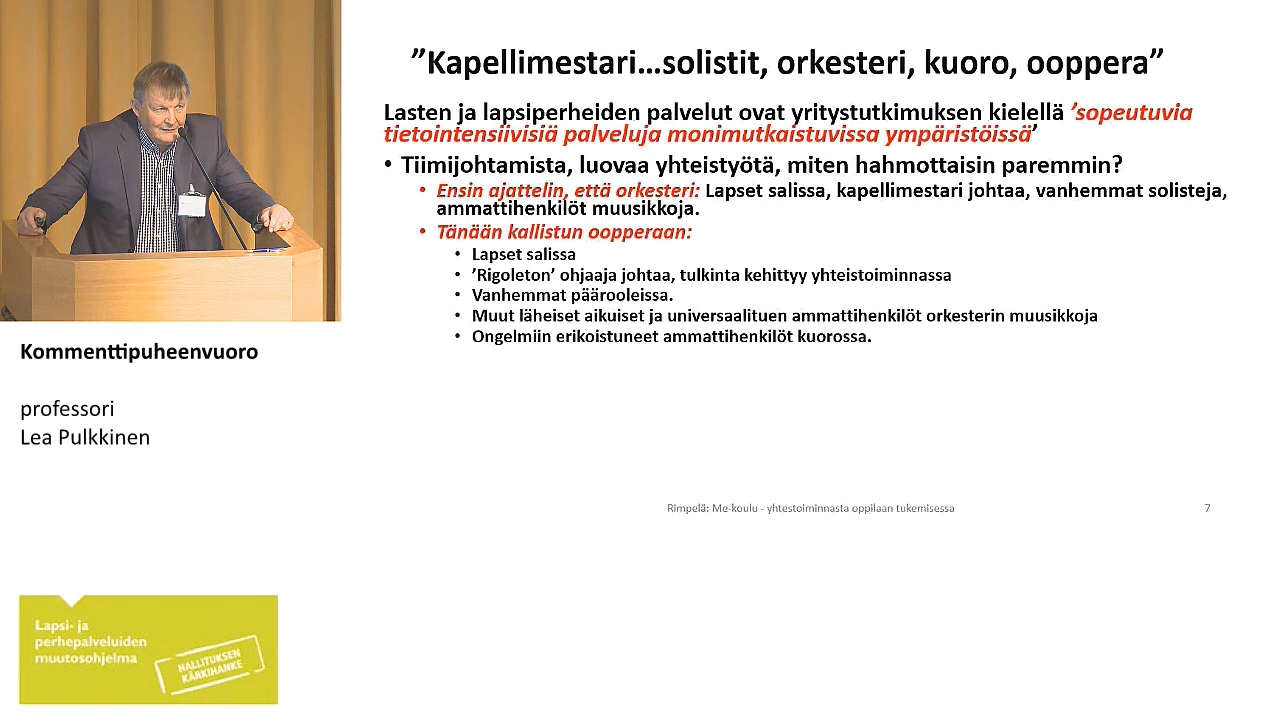 ”Kapellimestari...solistit, orkesteri, kuoro, ooppera”
Lasten ja lapsiperheiden palvelut ovat yritystutkimuksen kielellä ’sopeutuvia
tietointensiivisiä palveluja monimutkaistuvissa ympäristöissä’
• Tiimijohtamista, luovaa yhteistyötä, miten hahmottaisin paremmin?
• Ensin ajattelin, että orkesteri: Lapset salissa, kapellimestari johtaa, vanhemmat solisteja,
ammattihenkilöt muusikkoja.
• Tänään kallistun oopperaan:
• Lapset salissa
• ’Rigoleton’ ohjaaja johtaa, tulkinta kehittyy yhteistoiminnassa
• Vanhemmat päärooleissa.
• Muut läheiset aikuiset ja universaalituen ammattihenkilöt orkesterin muusikkoja
• Ongelmiin erikoistuneet ammattihenkilöt kuorossa.
Rimpelä: Me-koulu - yhtestoiminnasta oppilaan tukemisessa
7
Kommenttipuheenvuoro
professori
Lea Pulkkinen
Lapsi- ja
perhepalveluiden
muutosohjelma
HALLITUKSEN
KÄRKIHANKE